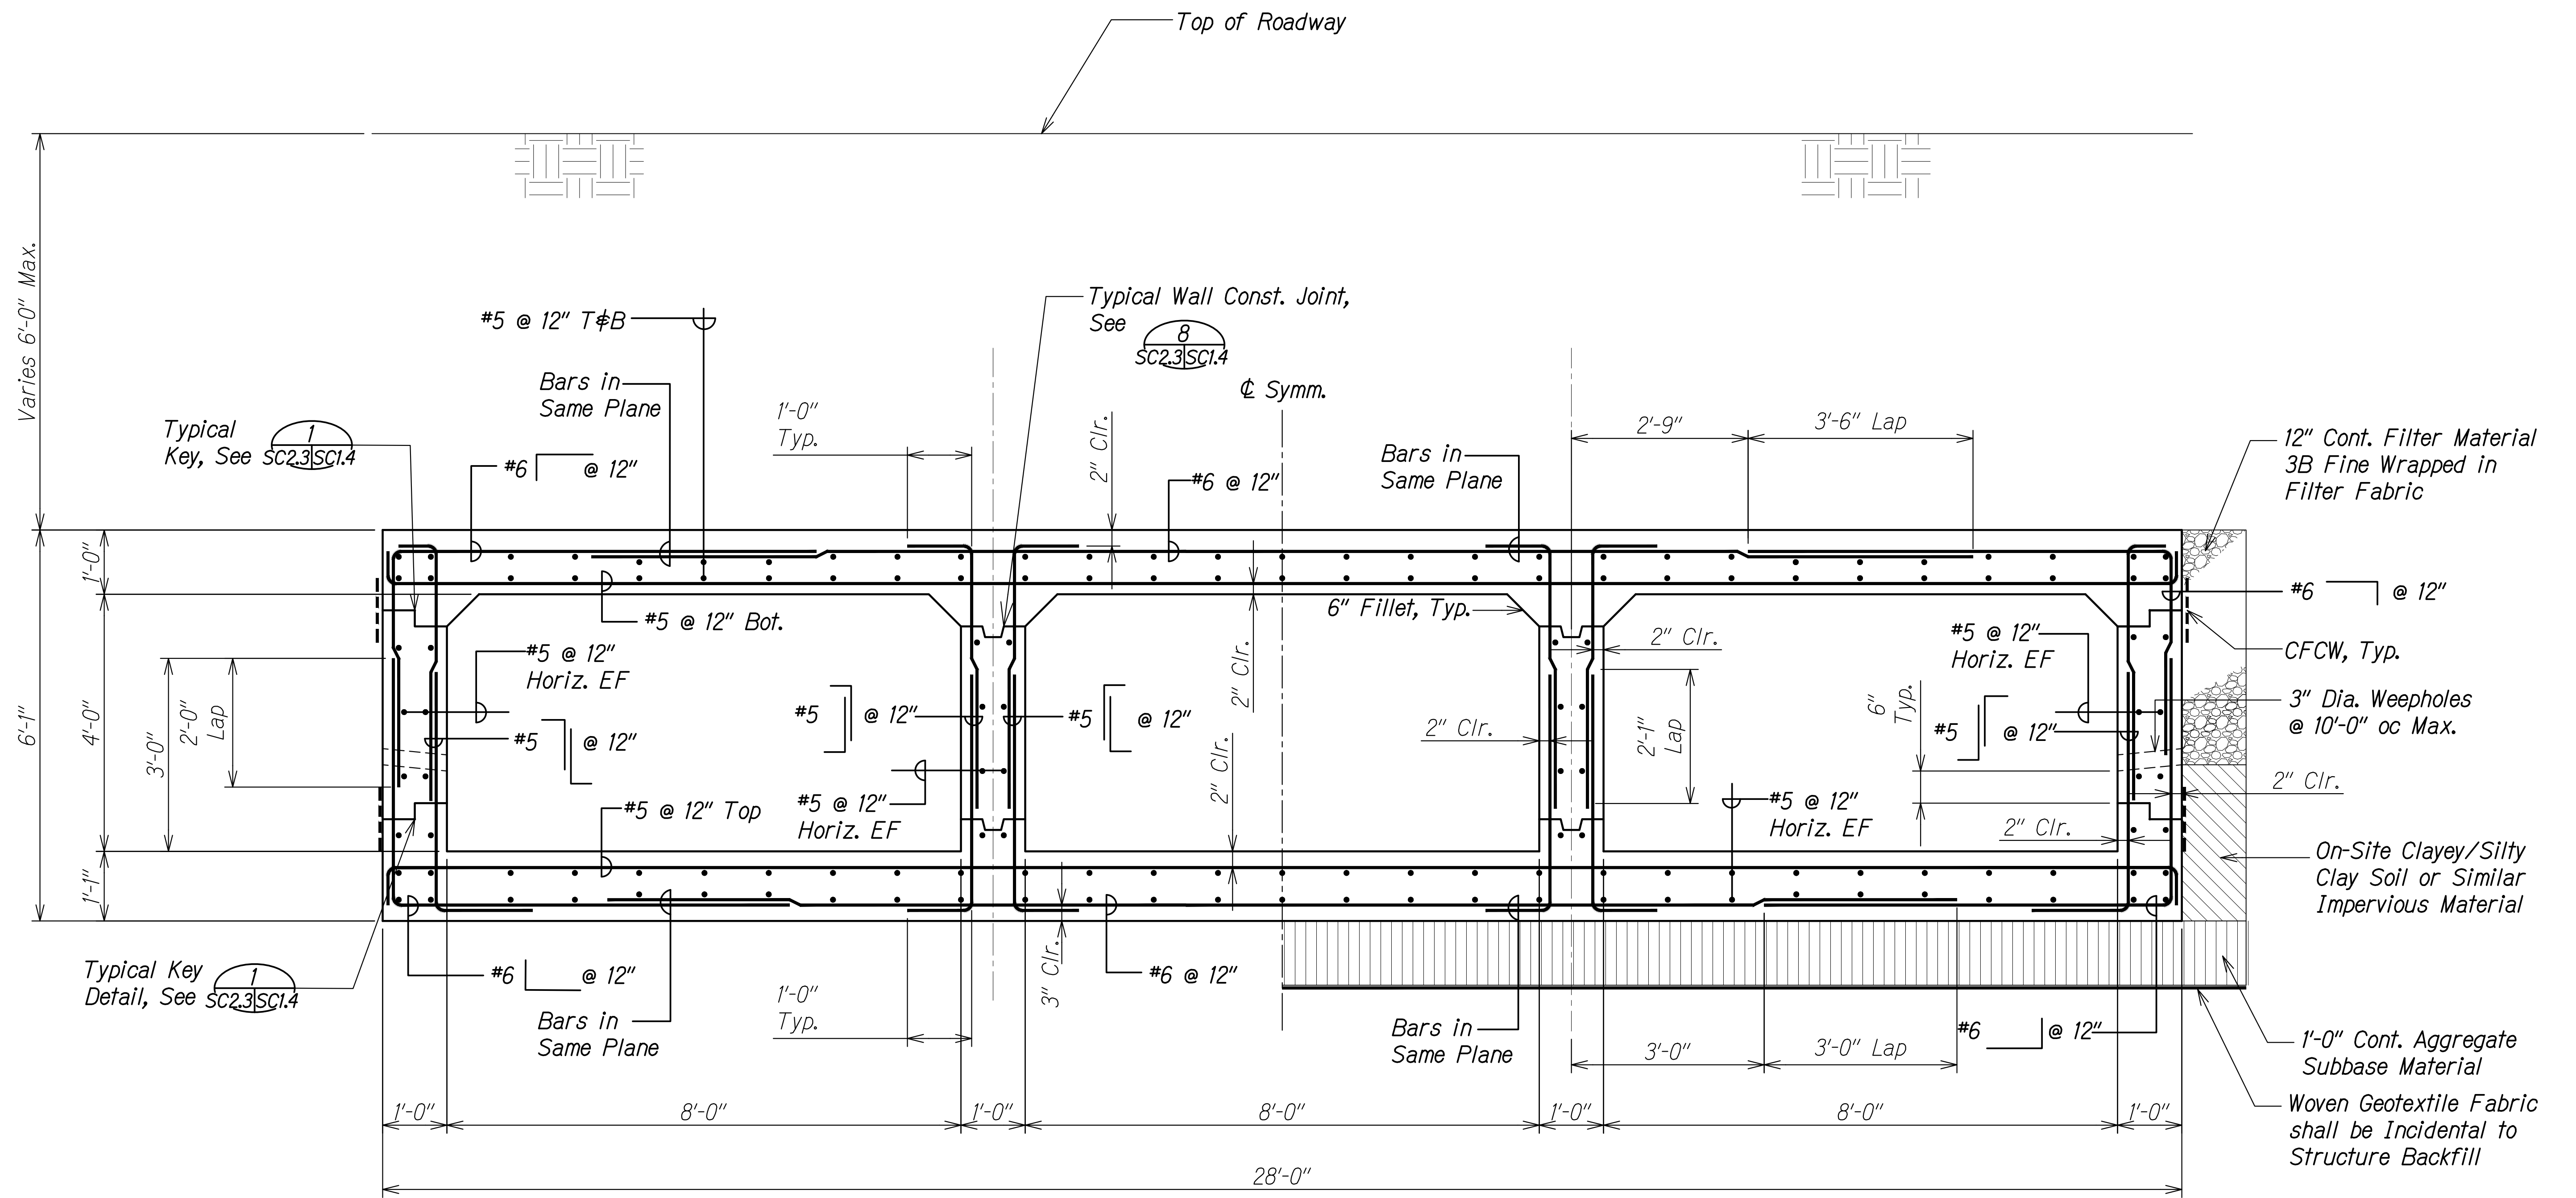 Top of Roadway
Varies 6'-0" Max.
#5 @ 12" T&B
Typical Wall Const. Joint,
See
8
SC2.3 SC1.4
Bars in
Same Plane
℄ Symm.
1'-0"
Typ.
2" Clr.
Typical
Key, See
1
SC2.3 SC1.4
#6 @ 12"
#6 @ 12"
Bars in
Same Plane
2'-9"
3'-6" Lap
12" Cont. Filter Material
3B Fine Wrapped in
Filter Fabric
6'-1"
1'-0"
4'-0"
1'-1"
3'-0"
2'-0"
Lap
#5 @ 12" Bot.
6" Fillet, Typ.
2" Clr.
2" Clr.
#6 @ 12"
CFCW, Typ.
#5 @ 12"
Horiz. EF
#5 @ 12"
Horiz. EF
#5 @ 12"
#5 @ 12"
#5 @ 12"
#5 @ 12"
3" Dia. Weepholes
@ 10'-0" oc Max.
6"
Typ.
2" Clr.
2'-1"
Lap
2" Clr.
2" Clr.
2" Clr.
#5 @ 12" Top
#5 @ 12"
Horiz. EF
#5 @ 12"
Horiz. EF
On-Site Clayey/Silty
Clay Soil or Similar
Impervious Material
Typical Key
Detail, See
1
SC2.3 SC1.4
#6 @ 12"
3" Clr.
#6 @ 12"
1'-0"
Typ.
Bars in
Same Plane
Bars in
Same Plane
3'-0"
3'-0" Lap
#6 @ 12"
1'-0" Cont. Aggregate
Subbase Material
Woven Geotextile Fabric
shall be Incidental to
Structure Backfill
1'-0" 8'-0" 1'-0" 8'-0" 1'-0" 8'-0" 1'-0"
28'-0"